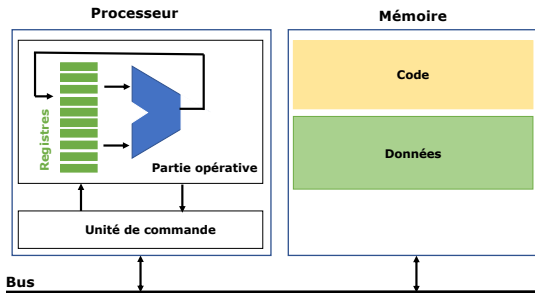 Processeur
Mémoire
Registres
Partie opérative
Unité de commande
Code
Données
Bus